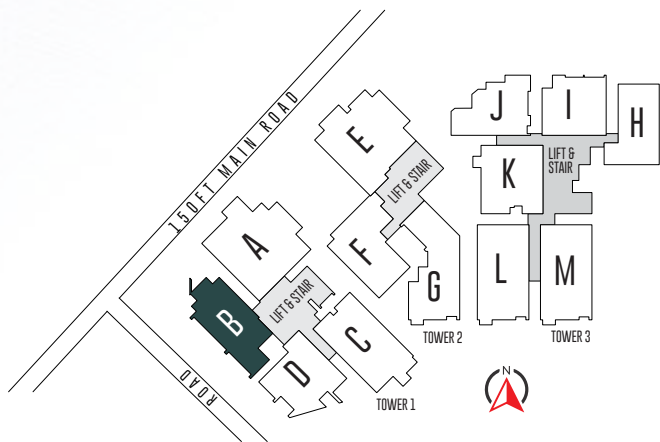 150FT MAIN ROAD
E
LIFT &
STAIR
J
I
H
LIFT &
STAIR
K
A
F
G
L
M
B
LIFT & STAIR
C
D
ROAD
TOWER 2
TOWER 3
TOWER 1
N